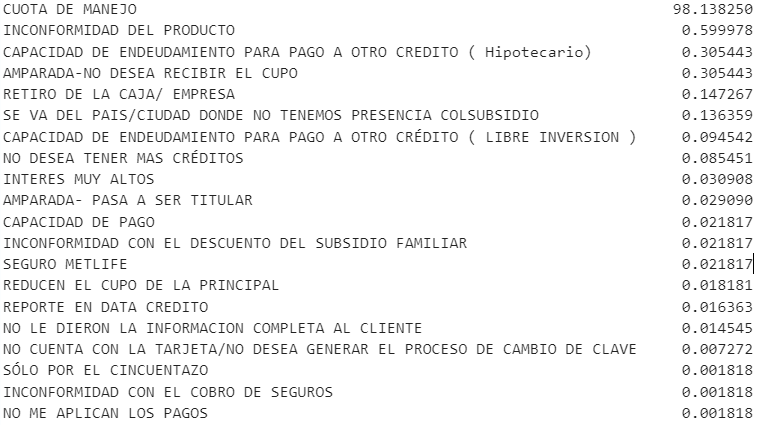 CUOTA DE MANEJO 98.138250
INCONFORMIDAD DEL PRODUCTO 0.599978
CAPACIDAD DE ENDEUDAMIENTO PARA PAGO A OTRO CREDITO ( Hipotecario) 0.305443
AMPARADA-NO DESEA RECIBIR EL CUPO 0.305443
RETIRO DE LA CAJA/ EMPRESA 0.147267
SE VA DEL PAIS/CIUDAD DONDE NO TENEMOS PRESENCIA COLSUBSIDIO 0.136359
CAPACIDAD DE ENDEUDAMIENTO PARA PAGO A OTRO CRÉDITO ( LIBRE INVERSION ) 0.094542
NO DESEA TENER MAS CRÉDITOS 0.085451
INTERES MUY ALTOS 0.030908
AMPARADA- PASA A SER TITULAR 0.029090
CAPACIDAD DE PAGO 0.021817
INCONFORMIDAD CON EL DESCUENTO DEL SUBSIDIO FAMILIAR 0.021817
SEGURO METLIFE 0.021817
REDUCEN EL CUPO DE LA PRINCIPAL 0.018181
REPORTE EN DATA CREDITO 0.016363
NO LE DIERON LA INFORMACION COMPLETA AL CLIENTE 0.014545
NO CUENTA CON LA TARJETA/NO DESEA GENERAR EL PROCESO DE CAMBIO DE CLAVE 0.007272
SÓLO POR EL CINCUENTAZO 0.001818
INCONFORMIDAD CON EL COBRO DE SEGUROS 0.001818
NO ME APLICAN LOS PAGOS 0.001818